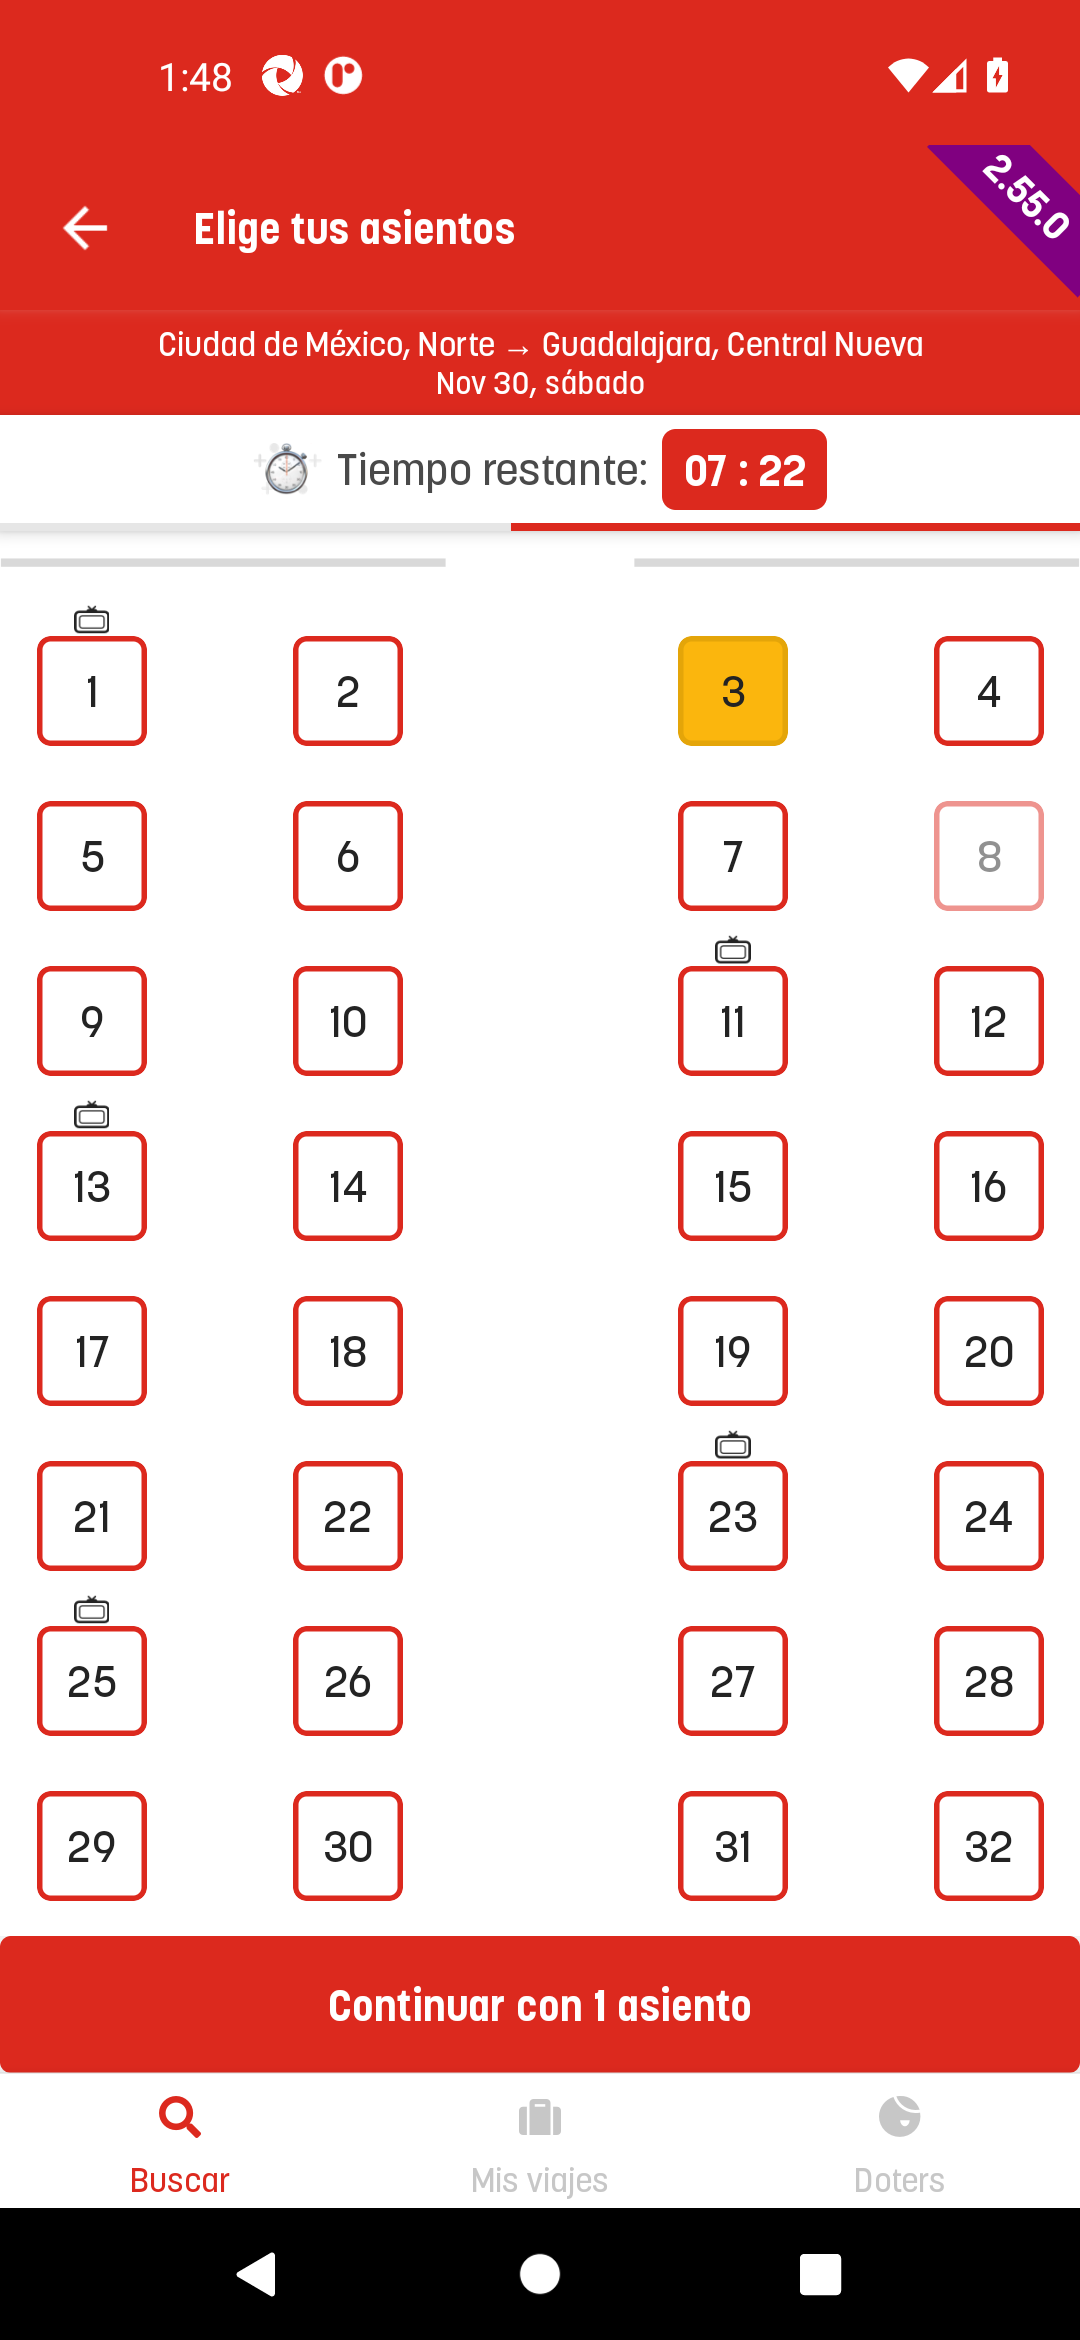 1:48
2.55.0
Elige tus asientos
Ciudad de México, Norte → Guadalajara, Central Nueva
Nov 30, sábado
Tiempo restante: 07 : 22
1 2 3 4
5 6 7 8
9 10 11 12
13 14 15 16
17 18 19 20
21 22 23 24
25 26 27 28
29 30 31 32
Continuar con 1 asiento
Buscar Mis viajes Doters